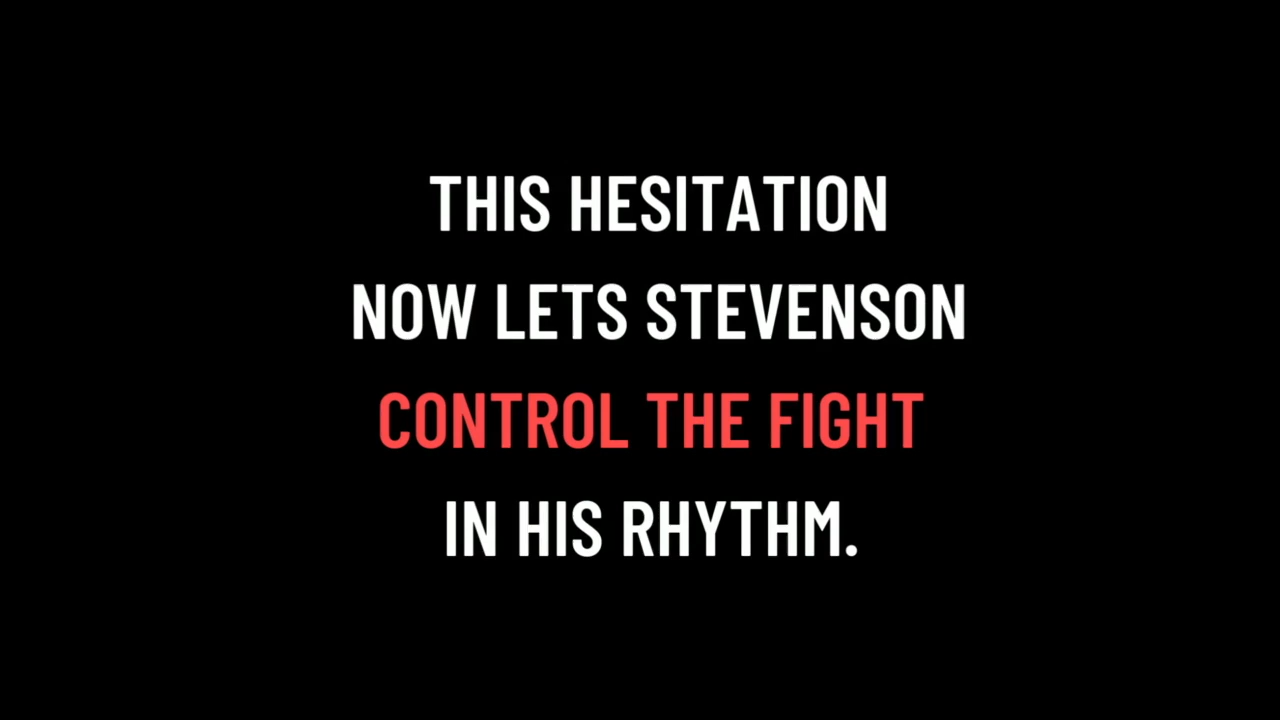 THIS HESITATION
NOW LETS STEVENSON
CONTROL THE FIGHT
IN HIS RHYTHM.